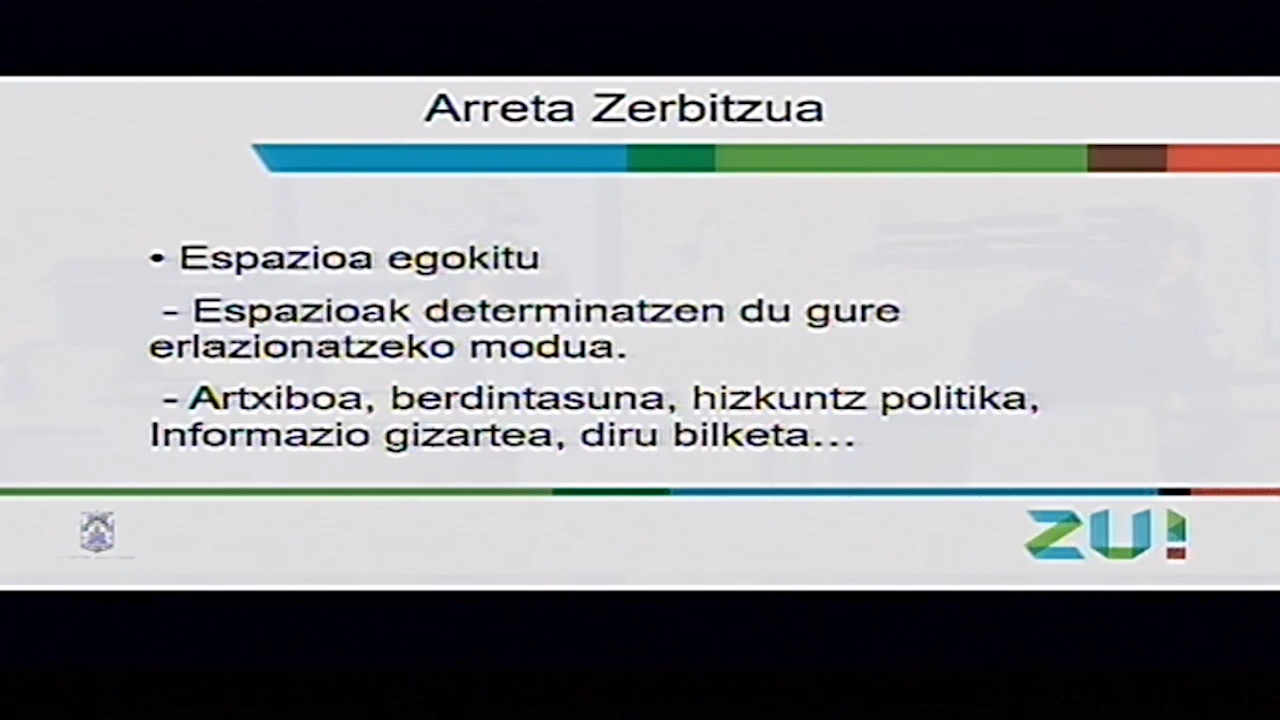 Arreta Zerbitzua
• Espazioa egokitu
- Espazioak determinatzen du gure
erlazionatzeko modua.
- Artxiboa, berdintasuna, hizkuntz politika,
Informazio gizartea, diru bilketa...
ZU!